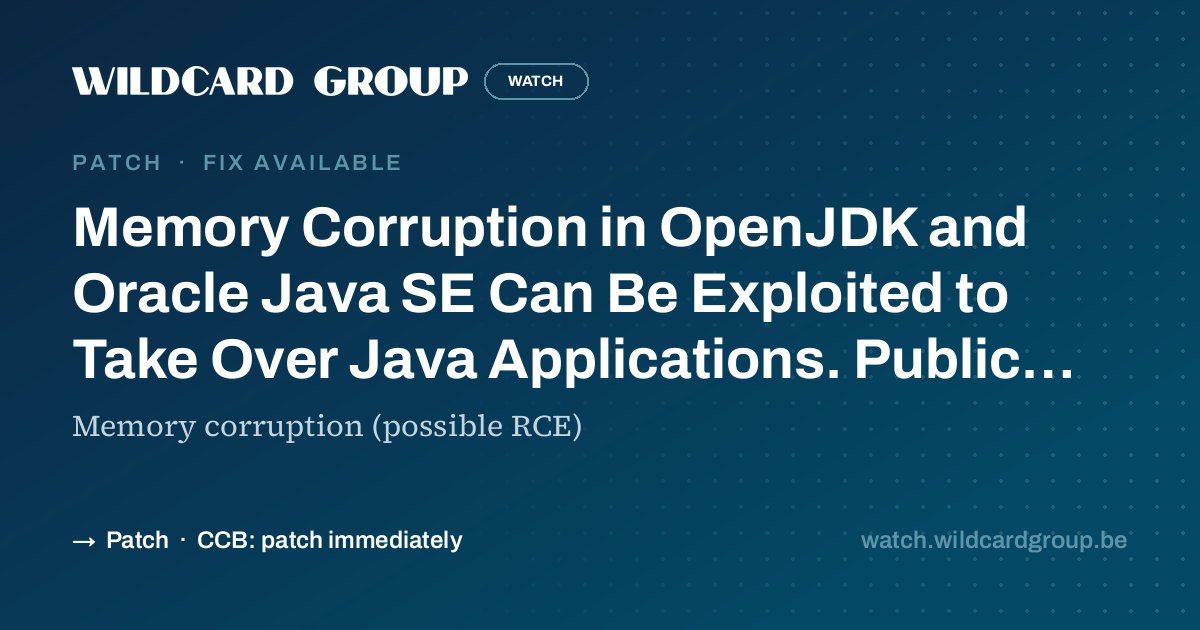 WILDCARD GROUP WATCH
PATCH · FIX AVAILABLE
Memory Corruption in OpenJDK and
Oracle Java SE Can Be Exploited to
Take Over Java Applications. Public…
Memory corruption (possible RCE)
→ Patch · CCB: patch immediately
watch.wildcardgroup.be